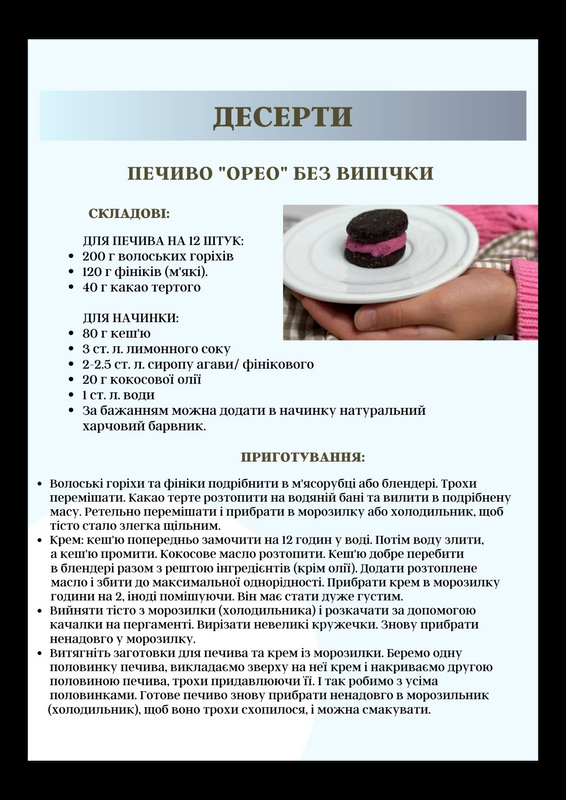 ДЕСЕРТИ
ПЕЧИВО "ОРЕО" БЕЗ ВИПІЧКИ
СКЛАДОВІ:
ДЛЯ ПЕЧИВА НА 12 ШТУК:
• 200 г волоських горіхів
• 120 г фініків (м'які).
• 40 г какао тертого
ДЛЯ НАЧИНКИ:
• 80 г кеш'ю
• 3 ст. л. лимонного соку
• 2-2.5 ст. л. сиропу агави/ фінікового
• 20 г кокосової олії
• 1 ст. л. води
• За бажанням можна додати в начинку натуральний
харчовий барвник.
ПРИГОТУВАННЯ:
• Волоські горіхи та фініки подрібнити в м'ясорубці або блендері. Трохи
перемішати. Какао терте розтопити на водяній бані та вилити в подрібнену
масу. Ретельно перемішати і прибрати в морозилку або холодильник, щоб
тісто стало злегка щільним.
• Крем: кеш'ю попередньо замочити на 12 годин у воді. Потім воду злити,
а кеш'ю промити. Кокосове масло розтопити. Кеш'ю добре перебити
в блендері разом з рештою інгредієнтів (крім олії). Додати розтоплене
масло і збити до максимальної однорідності. Прибрати крем в морозилку
години на 2, іноді помішуючи. Він має стати дуже густим.
• Вийняти тісто з морозилки (холодильника) і розкачати за допомогою
качалки на пергаменті. Вирізати невеликі кружечки. Знову прибрати
ненадовго у морозилку.
• Витягніть заготовки для печива та крем із морозилки. Беремо одну
половинку печива, викладаємо зверху на неї крем і накриваємо другою
половиною печива, трохи придавлюючи її. І так робимо з усіма
половинками. Готове печиво знову прибрати ненадовго в морозильник
(холодильник), щоб воно трохи схопилося, і можна смакувати.